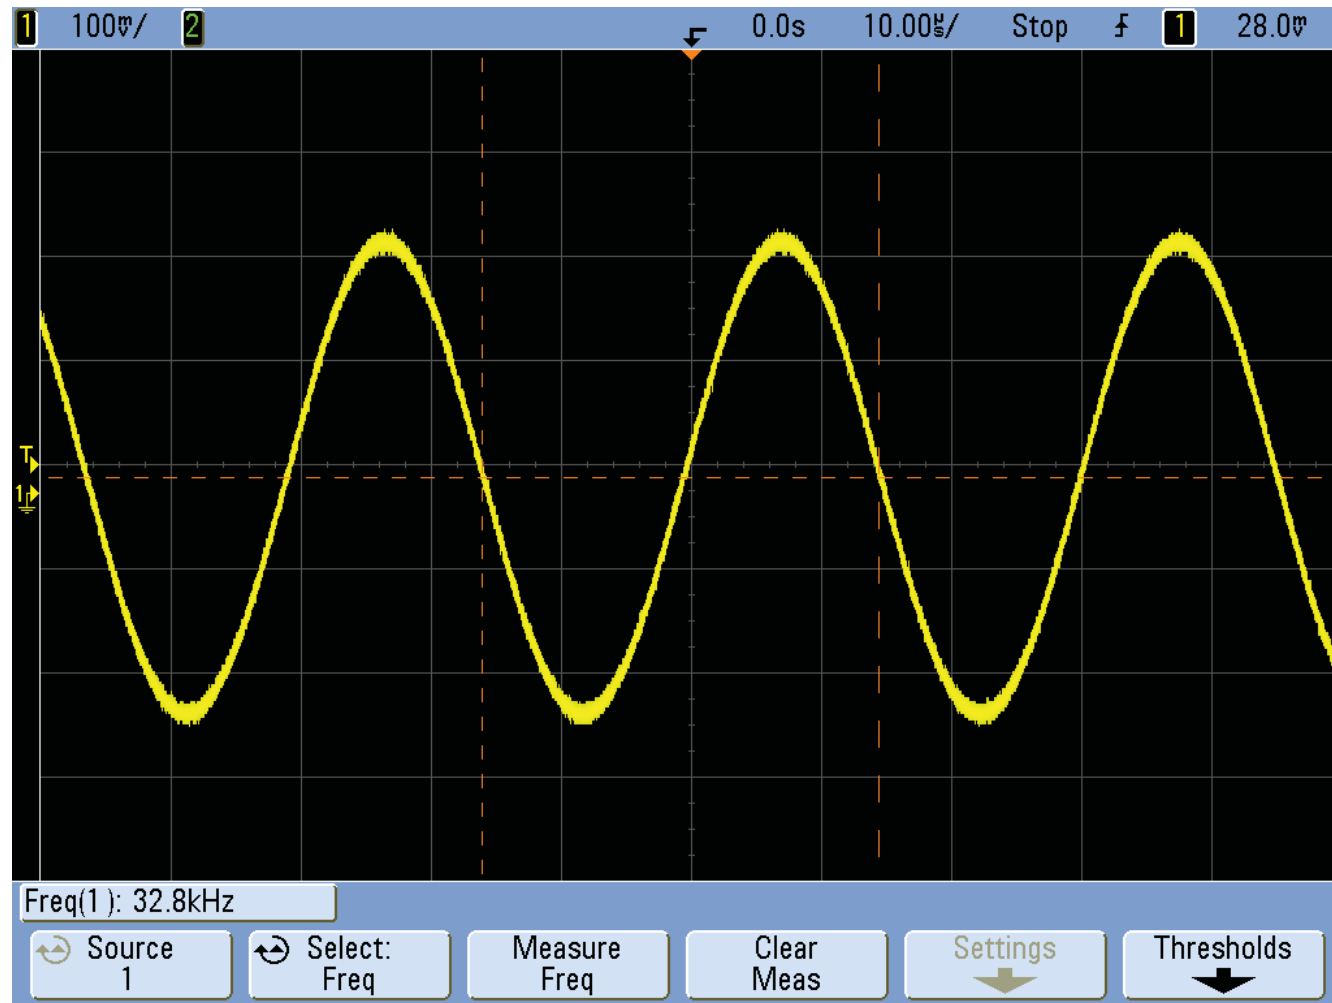 1 100mV/ 2 0.0s 10.00µs/ Stop 1 28.0mV
T
1
Freq(1): 32.8kHz
Source
1
Select:
Freq
Measure
Freq
Clear
Meas
Settings
Thresholds